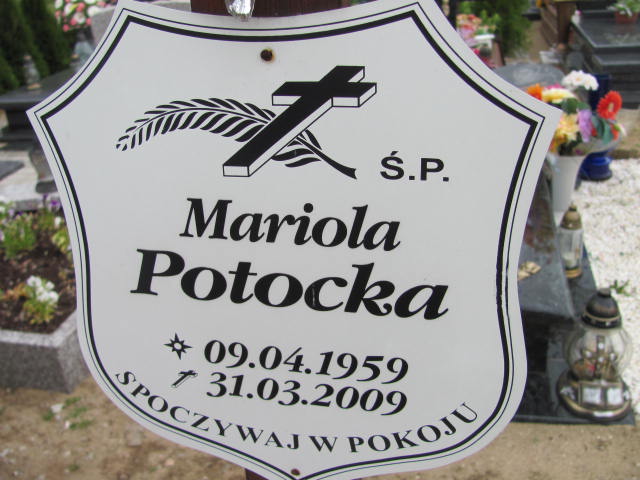 Ś.P.
Mariola
Potocka
09.04.1959
31.03.2009
SPOCZYWAJ W POKOJU